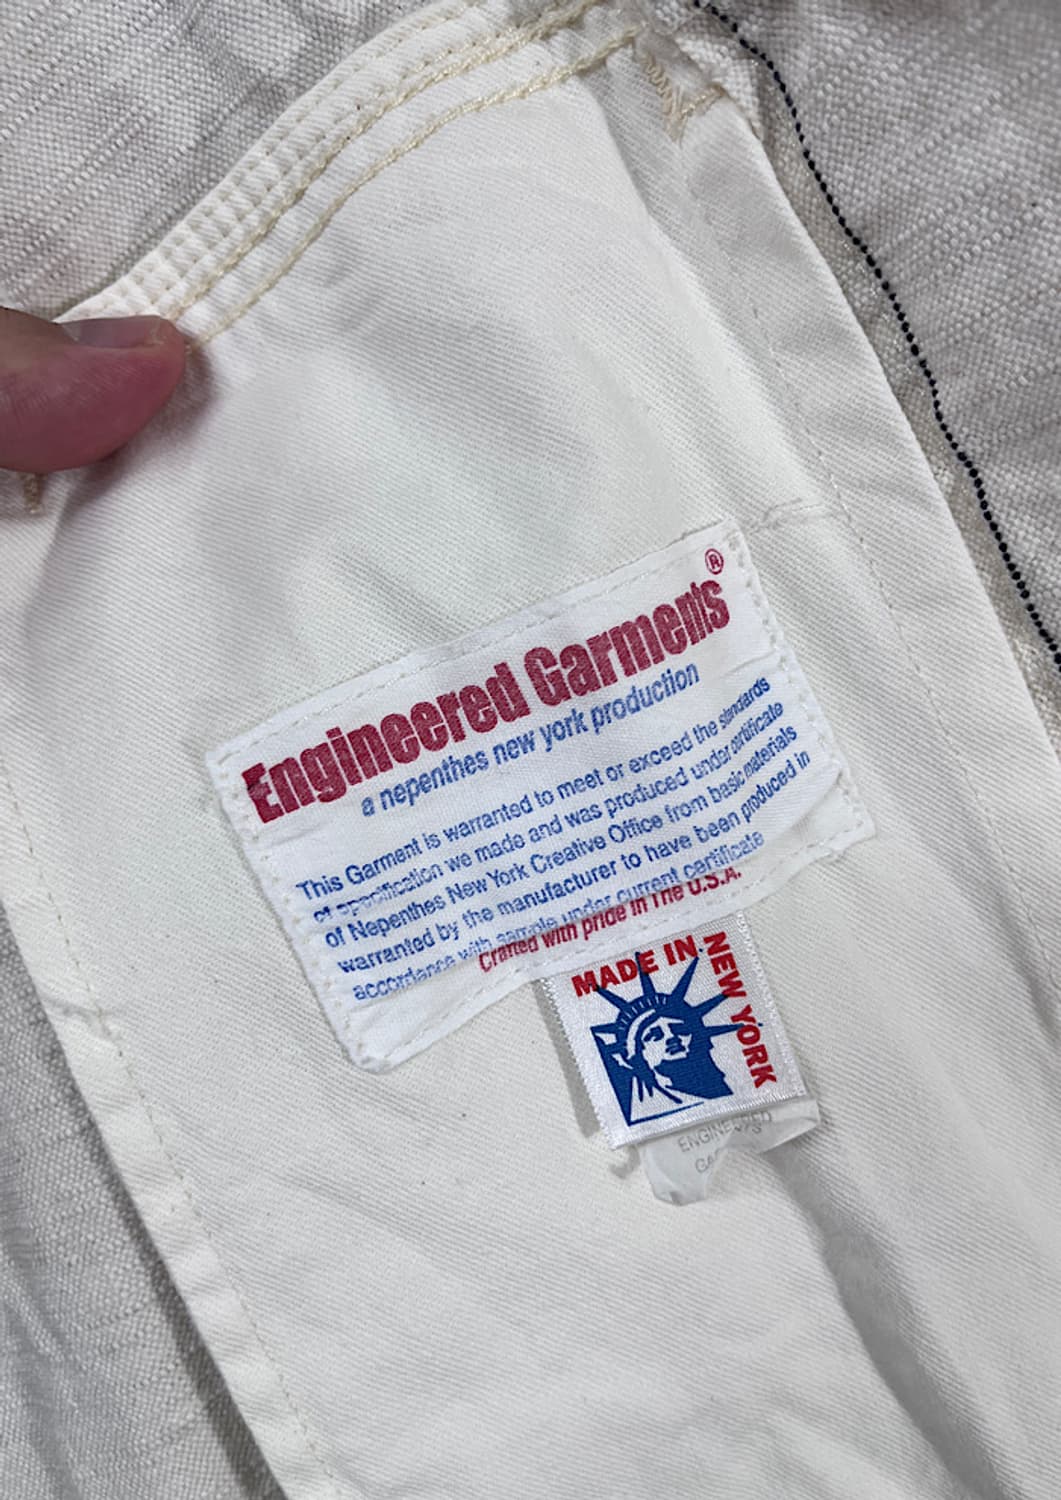 Engineered Garments®
a nepenthes new york production
This Garment is warranted to meet or exceed the standards
of specification we made and was produced under certificate
of Nepenthes New York Creative Office from basic materials
warranted by the manufacturer to have been produced in
accordance with sample under current certificate
Crafted with pride in The U.S.A.
MADE IN NEW YORK